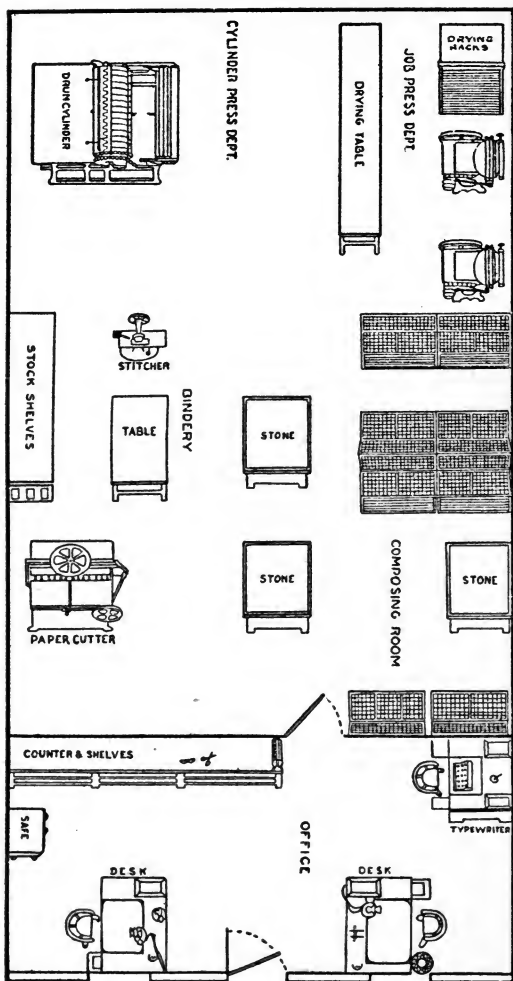 DRYING
RACKS
CYLINDER PRESS DEPT.
JOB PRESS DEPT.
DRUM CYLINDER
DRYING TABLE
STITCHER
STOCK SHELVES
BINDERY
TABLE
STONE
PAPER CUTTER
STONE
COMPOSING ROOM
STONE
COUNTER & SHELVES
TYPEWRITER
SAFE
OFFICE
DESK
DESK